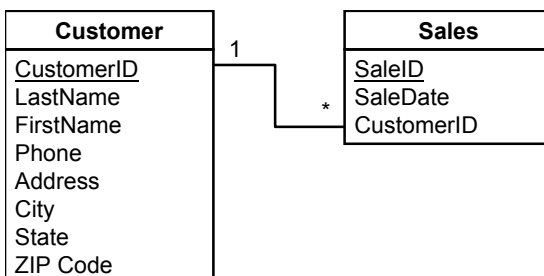 Customer
CustomerID
LastName
FirstName
Phone
Address
City
State
ZIP Code
1
*
Sales
SaleID
SaleDate
CustomerID